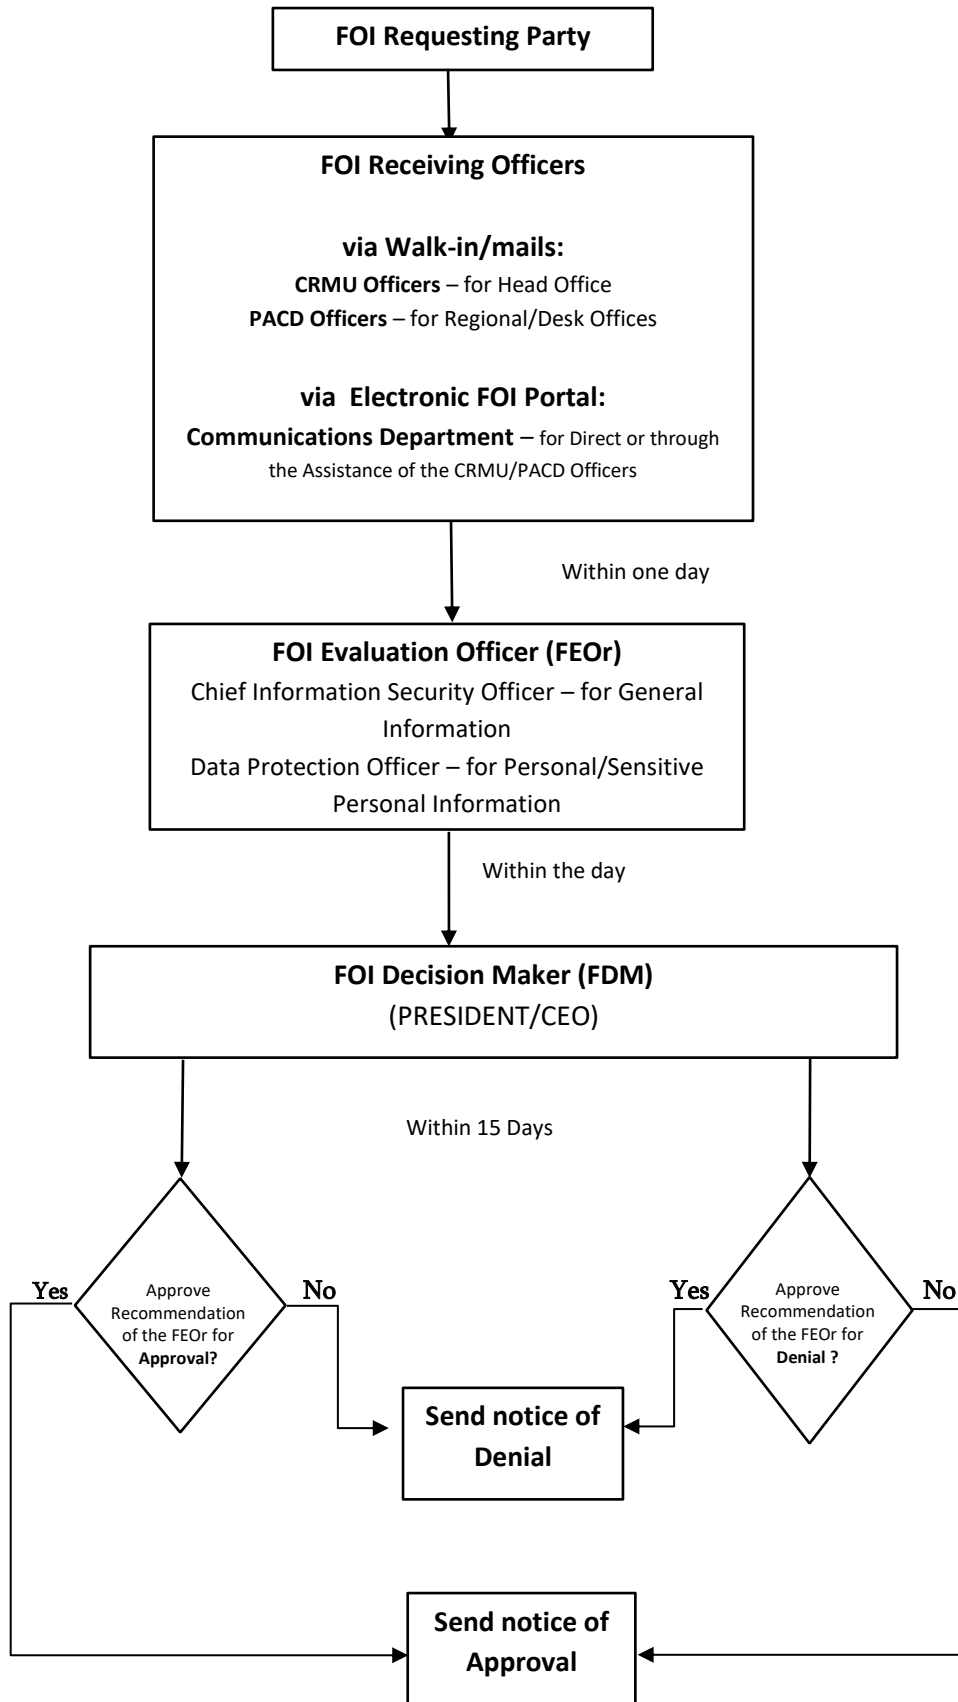 FOI Requesting Party
FOI Receiving Officers
via Walk-in/mails:
CRMU Officers – for Head Office
PACD Officers – for Regional/Desk Offices
via Electronic FOI Portal:
Communications Department – for Direct or through
the Assistance of the CRMU/PACD Officers
Within one day
FOI Evaluation Officer (FEOr)
Chief Information Security Officer – for General
Information
Data Protection Officer – for Personal/Sensitive
Personal Information
Within the day
FOI Decision Maker (FDM)
(PRESIDENT/CEO)
Within 15 Days
Yes
Approve
Recommendation
of the FEOr for
Approval?
No
Yes
Approve
Recommendation
of the FEOr for
Denial ?
No
Send notice of
Denial
Send notice of
Approval